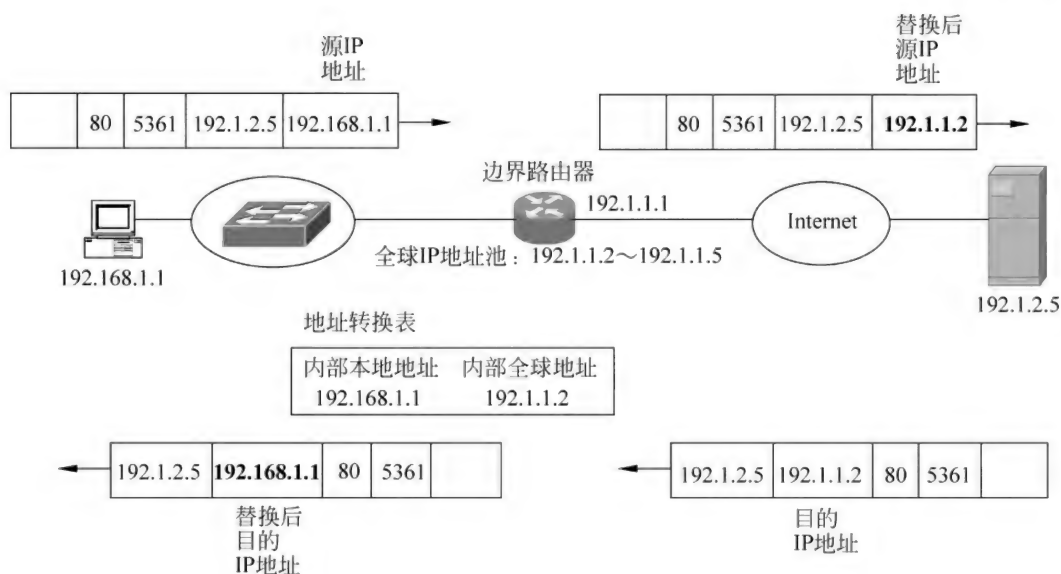 源IP
地址
80 5361 192.1.2.5 192.168.1.1
替换后
源IP
地址
80 5361 192.1.2.5 192.1.1.2
边界路由器
192.1.1.1
Internet
全球IP地址池：192.1.1.2～192.1.1.5
192.168.1.1
192.1.2.5
地址转换表
内部本地地址 内部全球地址
192.168.1.1 192.1.1.2
192.1.2.5 192.168.1.1 80 5361
替换后
目的
IP地址
192.1.2.5 192.1.1.2 80 5361
目的
IP地址